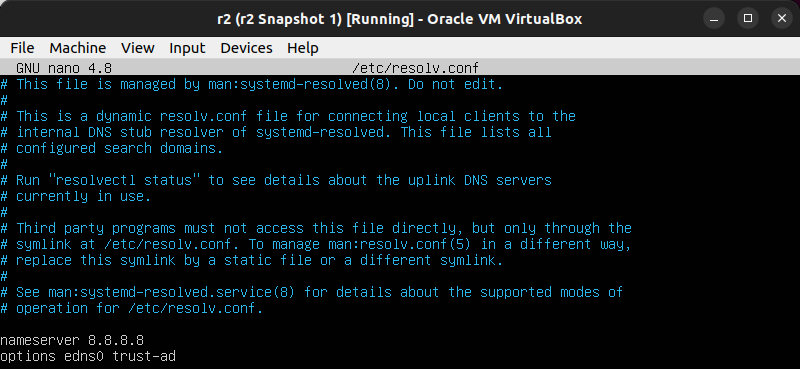 r2 (r2 Snapshot 1) [Running] - Oracle VM VirtualBox
File Machine View Input Devices Help
GNU nano 4.8 /etc/resolv.conf
# This file is managed by man:systemd-resolved(8). Do not edit.
#
# This is a dynamic resolv.conf file for connecting local clients to the
# internal DNS stub resolver of systemd-resolved. This file lists all
# configured search domains.
#
# Run "resolvectl status" to see details about the uplink DNS servers
# currently in use.
#
# Third party programs must not access this file directly, but only through the
# symlink at /etc/resolv.conf. To manage man:resolv.conf(5) in a different way,
# replace this symlink by a static file or a different symlink.
#
# See man:systemd-resolved.service(8) for details about the supported modes of
# operation for /etc/resolv.conf.
nameserver 8.8.8.8
options edns0 trust-ad